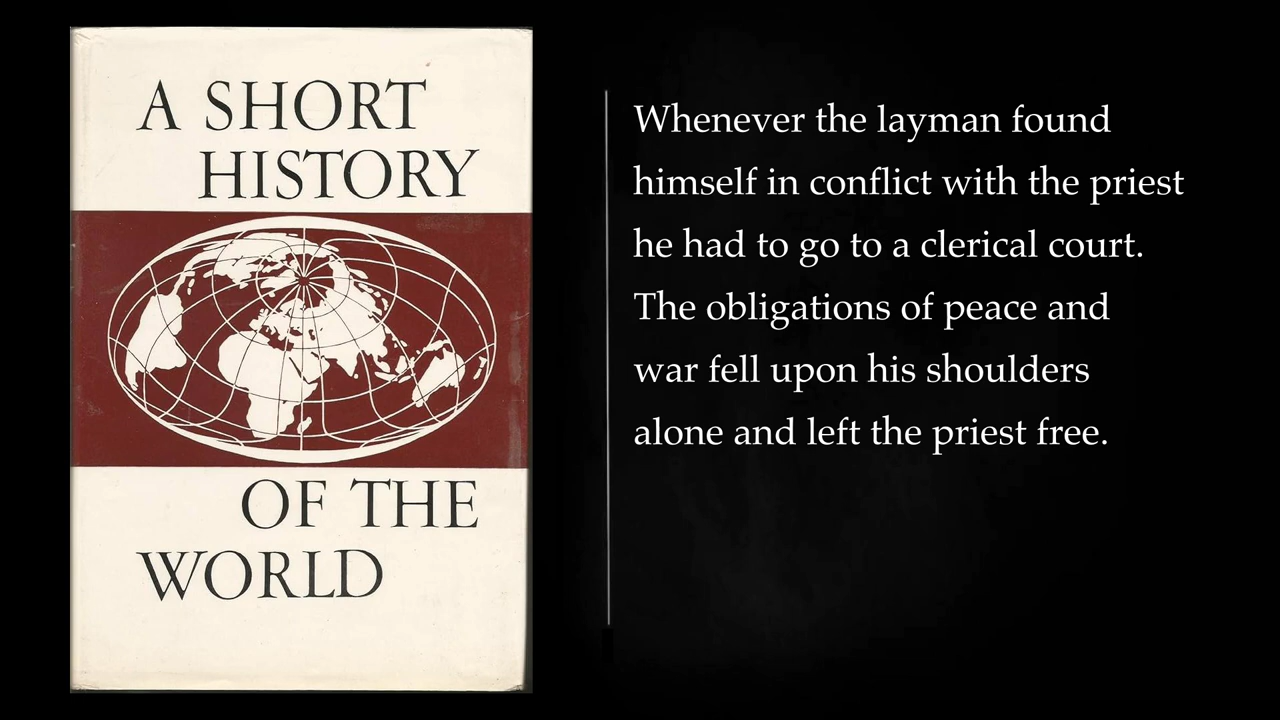 A SHORT
HISTORY
OF THE
WORLD
Whenever the layman found
himself in conflict with the priest
he had to go to a clerical court.
The obligations of peace and
war fell upon his shoulders
alone and left the priest free.